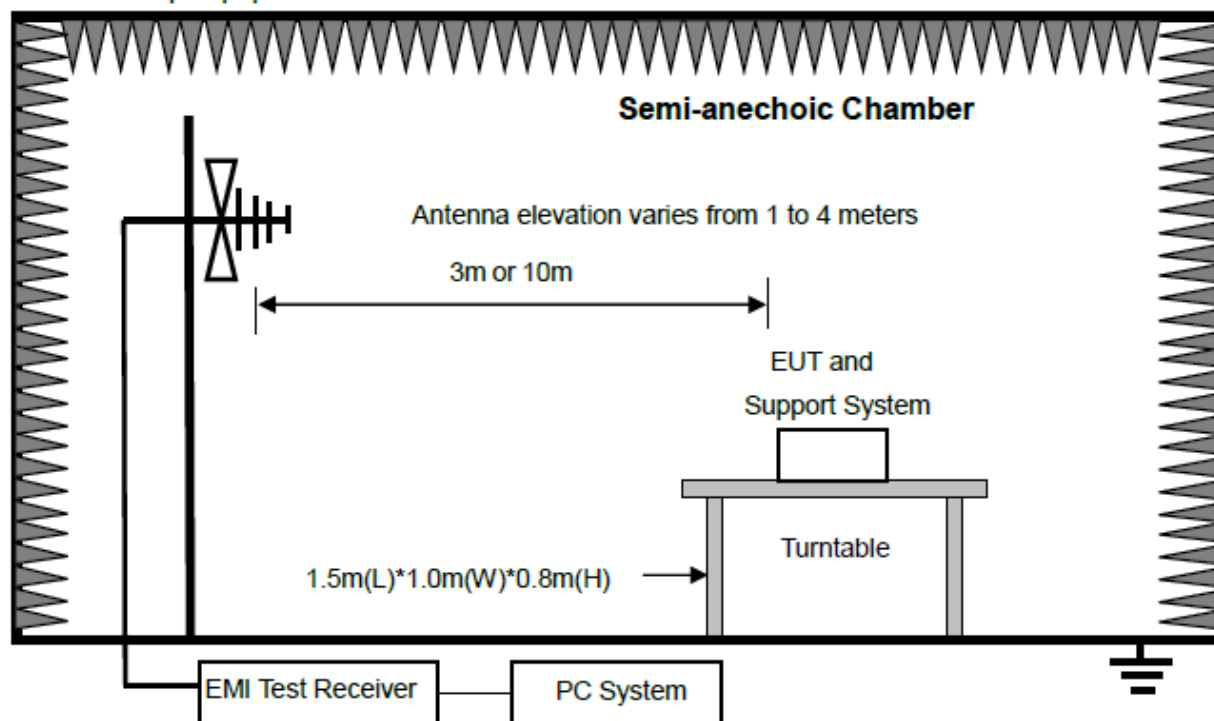 Semi-anechoic Chamber
Antenna elevation varies from 1 to 4 meters
3m or 10m
EUT and
Support System
Turntable
1.5m(L)*1.0m(W)*0.8m(H)
EMI Test Receiver
PC System